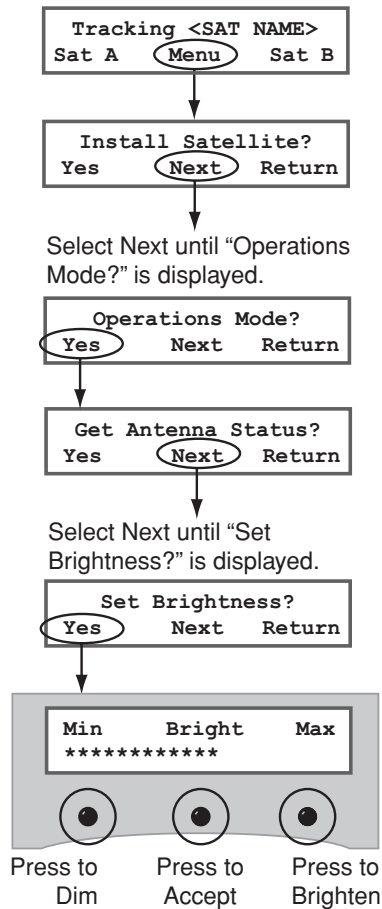 Tracking <SAT NAME>
Sat A Menu Sat B
Install Satellite?
Yes Next Return
Select Next until “Operations
Mode?” is displayed.
Operations Mode?
Yes Next Return
Get Antenna Status?
Yes Next Return
Select Next until “Set
Brightness?” is displayed.
Set Brightness?
Yes Next Return
Min Bright Max
************
Press to Dim
Press to Accept
Press to Brighten